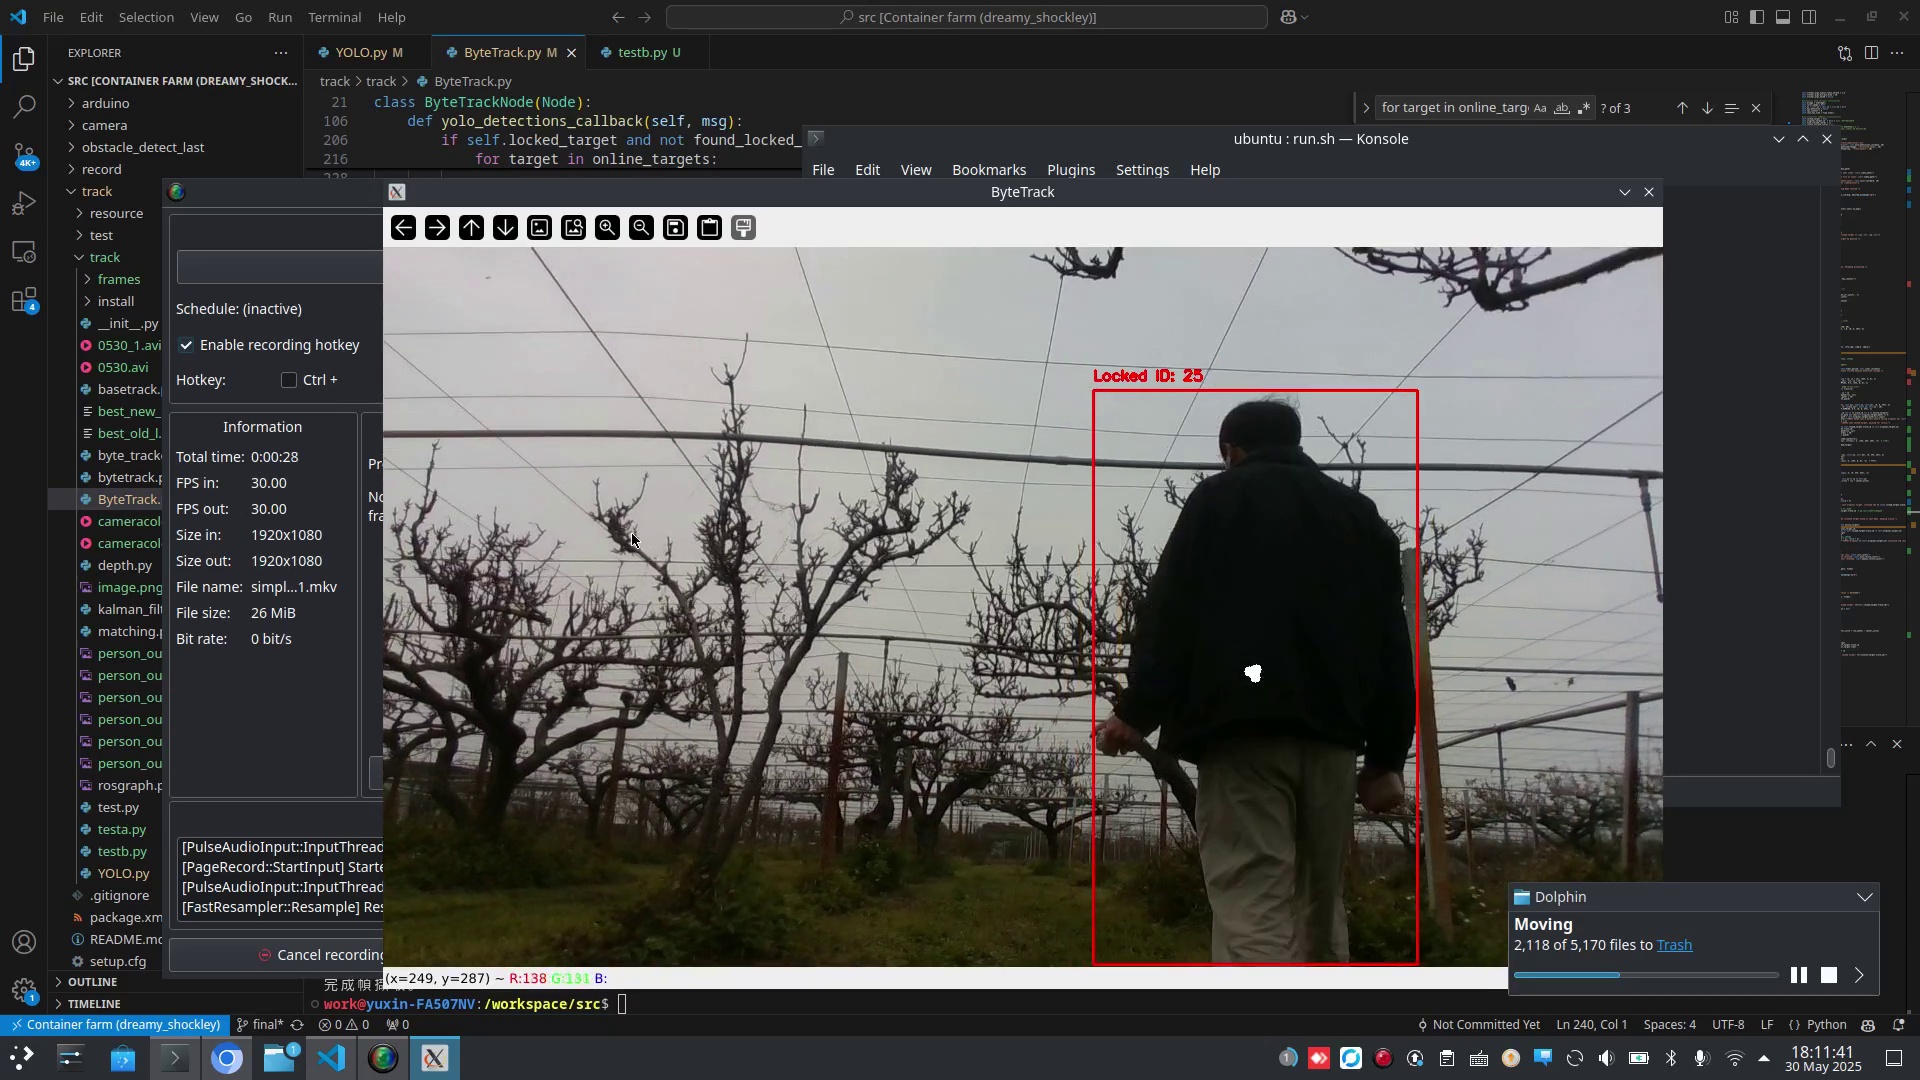 File Edit Selection View Go Run Terminal Help
src [Container farm (dreamy_shockley)]
EXPLORER
YOLO.py M
ByteTrack.py M
testb.py U
SRC [CONTAINER FARM (DREAMY_SHOCK...
track > track > ByteTrack.py
arduino
camera
obstacle_detect_last
record
track
resource
test
track
frames
install
__init__.py
0530_1.avi
0530.avi
basetrack.
best_new_
best_old_l.
byte_track
bytetrack.p
ByteTrack.
cameracol
cameracol
depth.py
image.png
kalman_filt
matching.p
person_ou
person_ou
person_ou
person_ou
person_ou
person_ou
rosgraph.p
test.py
testa.py
testb.py
YOLO.py
.gitignore
package.xm
README.md
setup.cfg
OUTLINE
TIMELINE
4K+
4
1
21 class ByteTrackNode(Node):
106 def yolo_detections_callback(self, msg):
206 if self.locked_target and not found_locked_
216 for target in online_targets:
for target in online_targ
Aa ab
? of 3
ubuntu : run.sh — Konsole
File Edit View Bookmarks Plugins Settings Help
ByteTrack
Locked ID: 25
(x=249, y=287) ~ R:138 G:131 B:
Schedule: (inactive)
Enable recording hotkey
Hotkey: Ctrl +
Information
Total time: 0:00:28
FPS in: 30.00
FPS out: 30.00
Size in: 1920x1080
Size out: 1920x1080
File name: simpl...1.mkv
File size: 26 MiB
Bit rate: 0 bit/s
Pr
No
fra
[PulseAudioInput::InputThread
[PageRecord::StartInput] Starte
[PulseAudioInput::InputThread
[FastResampler::Resample] Res
Cancel recording
work@yuxin-FA507NV:/workspace/src$
Dolphin
Moving
2,118 of 5,170 files to Trash
Container farm (dreamy_shockley)
final*
0 0
0
Not Committed Yet
Ln 240, Col 1
Spaces: 4
UTF-8
LF
Python
1
1
18:11:41
30 May 2025